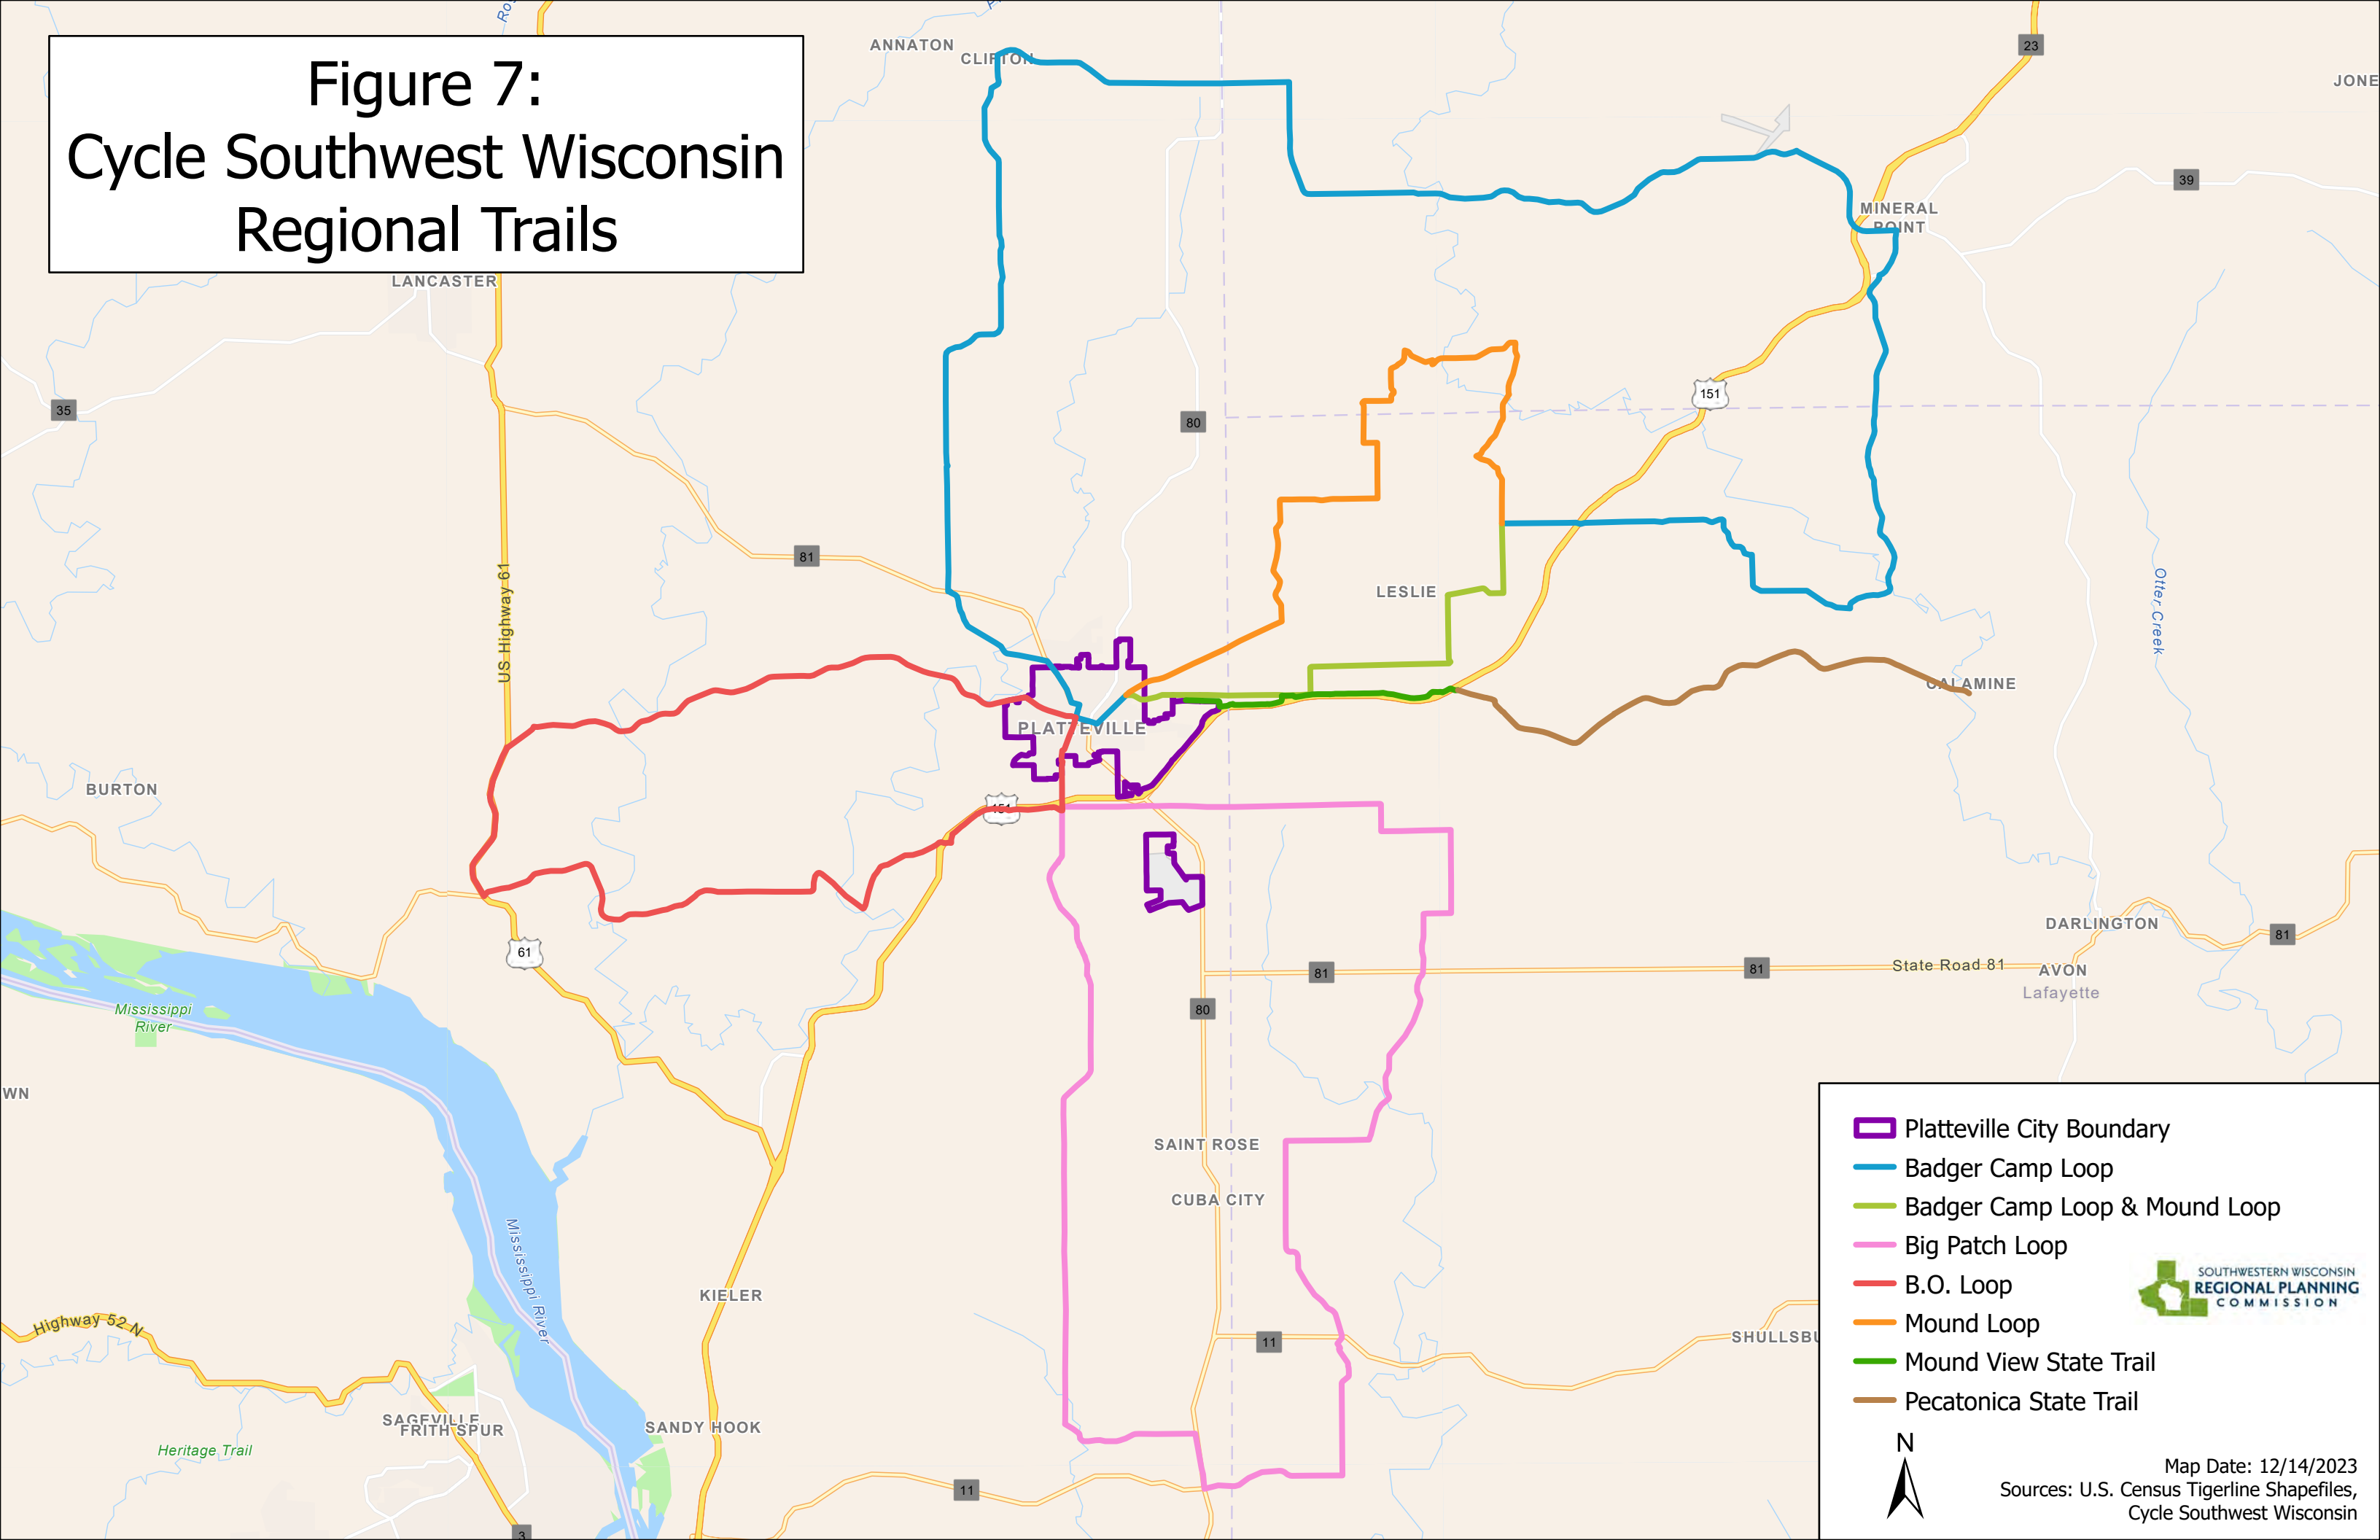 Figure 7:
Cycle Southwest Wisconsin
Regional Trails
ANNATON
CLIFTON
23
39
MINERAL
POINT
LANCASTER
35
80
151
81
US Highway 61
LESLIE
Otter Creek
CALAMINE
PLATTEVILLE
BURTON
151
61
DARLINGTON
81
81
81
State Road 81
AVON
Lafayette
80
Mississippi
River
WN
SAINT ROSE
CUBA CITY
Mississippi River
KIELER
Highway 52 N
11
SHULLSBU
SAGEVILLE
FRITH SPUR
SANDY HOOK
Heritage Trail
11
3
JONE
Platteville City Boundary
Badger Camp Loop
Badger Camp Loop & Mound Loop
Big Patch Loop
B.O. Loop
Mound Loop
Mound View State Trail
Pecatonica State Trail
SOUTHWESTERN WISCONSIN
REGIONAL PLANNING
COMMISSION
N
Map Date: 12/14/2023
Sources: U.S. Census Tigerline Shapefiles,
Cycle Southwest Wisconsin